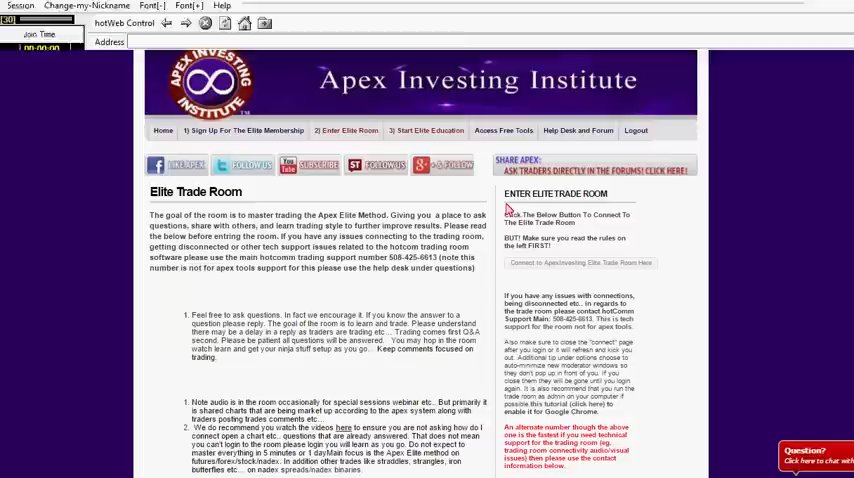 Session Change-my-Nickname Font[-] Font[+] Help
[30]
hotWeb Control
Join Time
00:00:00
Address
APEX INVESTING INSTITUTE
TM
Apex Investing Institute
Home 1) Sign Up For The Elite Membership 2) Enter Elite Room 3) Start Elite Education Access Free Tools Help Desk and Forum Logout
LIKE APEX FOLLOW US You Tube SUBSCRIBE ST FOLLOW US +& FOLLOW
SHARE APEX:
ASK TRADERS DIRECTLY IN THE FORUMS! CLICK HERE!
Elite Trade Room
The goal of the room is to master trading the Apex Elite Method. Giving you a place to ask
questions, share with others, and learn trading style to further improve results. Please read
the below before entering the room. If you have any issues connecting to the trading room,
getting disconnected or other tech support issues related to the hotcom trading room
software please use the main hotcomm trading support number 508-425-6613 (note this
number is not for apex tools support for this please use the help desk under questions)
1. Feel free to ask questions. In fact we encourage it. If you know the answer to a
question please reply. The goal of the room is to learn and trade. Please understand
there may be a delay in a reply as traders are trading etc... Trading comes first Q&A
second. Please be patient all questions will be answered. You may hop in the room
watch learn and get your ninja stuff setup as you go. Keep comments focused on
trading.
1. Note audio is in the room occasionally for special sessions webinar etc.. But primarily it
is shared charts that are being market up according to the apex system along with
traders posting trades comments etc...
2. We do recommend you watch the videos here to ensure you are not asking how do I
connect open a chart etc... questions that are already answered. That does not mean
you can't login to the room please login you will learn as you go. Do not expect to
master everything in 5 minutes or 1 dayMain focus is the Apex Elite method on
futures/forex/stock/nadex. In addition other trades like straddles, strangles, iron
butterflies etc... on nadex spreads/nadex binaries.
ENTER ELITE TRADE ROOM
Click The Below Button To Connect To
The Elite Trade Room
BUT! Make sure you read the rules on
the left FIRST!
Connect to ApexInvesting Elite Trade Room Here
If you have any issues with connections,
being disconnected etc.. in regards to
the trade room please contact hotComm
Support Main: 508-425-6613. This is tech
support for the room not for apex tools.
Also make sure to close the "connect" page
after you login or it will refresh and kick you
out. Additional tip under options choose to
auto-minimize new moderator windows so
they don't pop up in front of you. If you
close them they will be gone until you login
again. It is also recommend that you run the
trade room as admin on your computer if
possible this tutorial (click here) to
enable it for Google Chrome.
An alternate number though the above
one is the fastest if you need technical
support for the trading room (eg.
trading room connectivity audio/visual
issues) then please use the contact
information below.
Question?
Click here to chat with